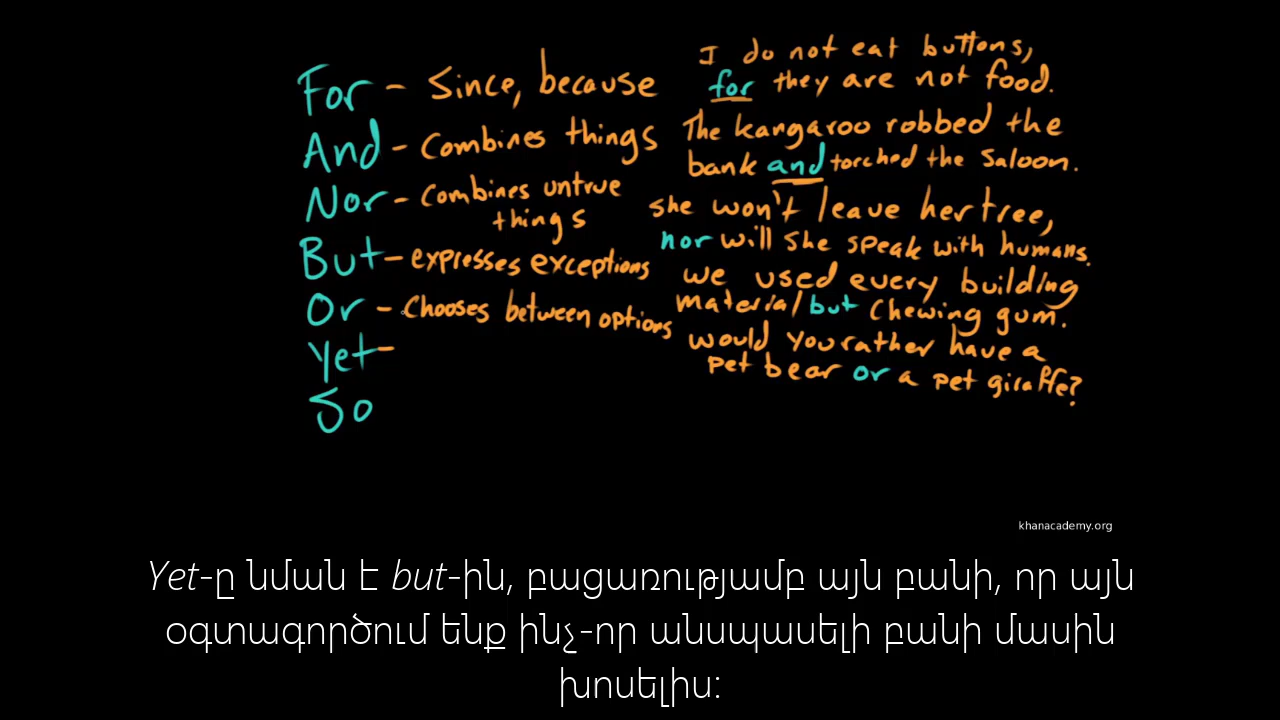 For - Since, because
I do not eat buttons,
for they are not food.
And - Combines things
The kangaroo robbed the
bank and torched the saloon.
Nor - Combines untrue
things
she won't leave her tree,
nor will she speak with humans.
But - expresses exceptions
we used every building
material but chewing gum.
Or - Chooses between options
would you rather have a
pet bear or a pet giraffe?
Yet -
So
khanacademy.org
Yet-ը նման է but-ին, բացառությամբ այն բանի, որ այն
օգտագործում ենք ինչ-որ անսպասելի բանի մասին
խոսելիս: